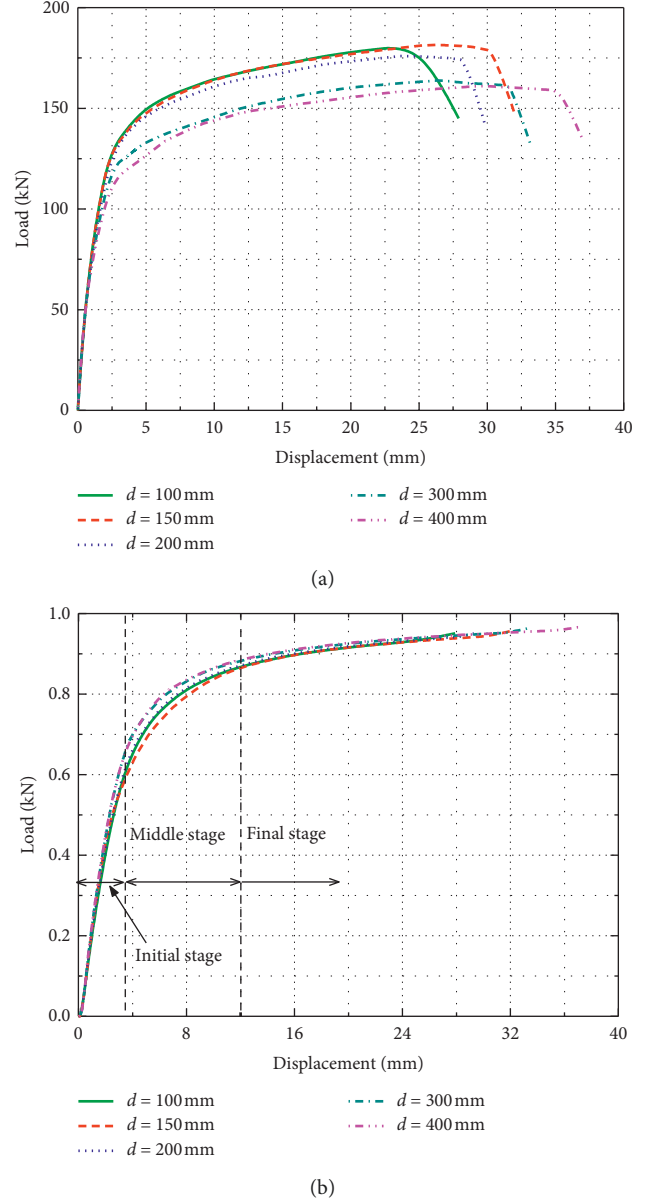 200
150
100
50
0
Load (kN)
0 5 10 15 20 25 30 35 40
Displacement (mm)
d = 100 mm
d = 150 mm
d = 200 mm
d = 300 mm
d = 400 mm
(a)
1.0
0.8
0.6
0.4
0.2
0.0
Load (kN)
Middle stage
Final stage
Initial stage
0 8 16 24 32 40
Displacement (mm)
d = 100 mm
d = 150 mm
d = 200 mm
d = 300 mm
d = 400 mm
(b)